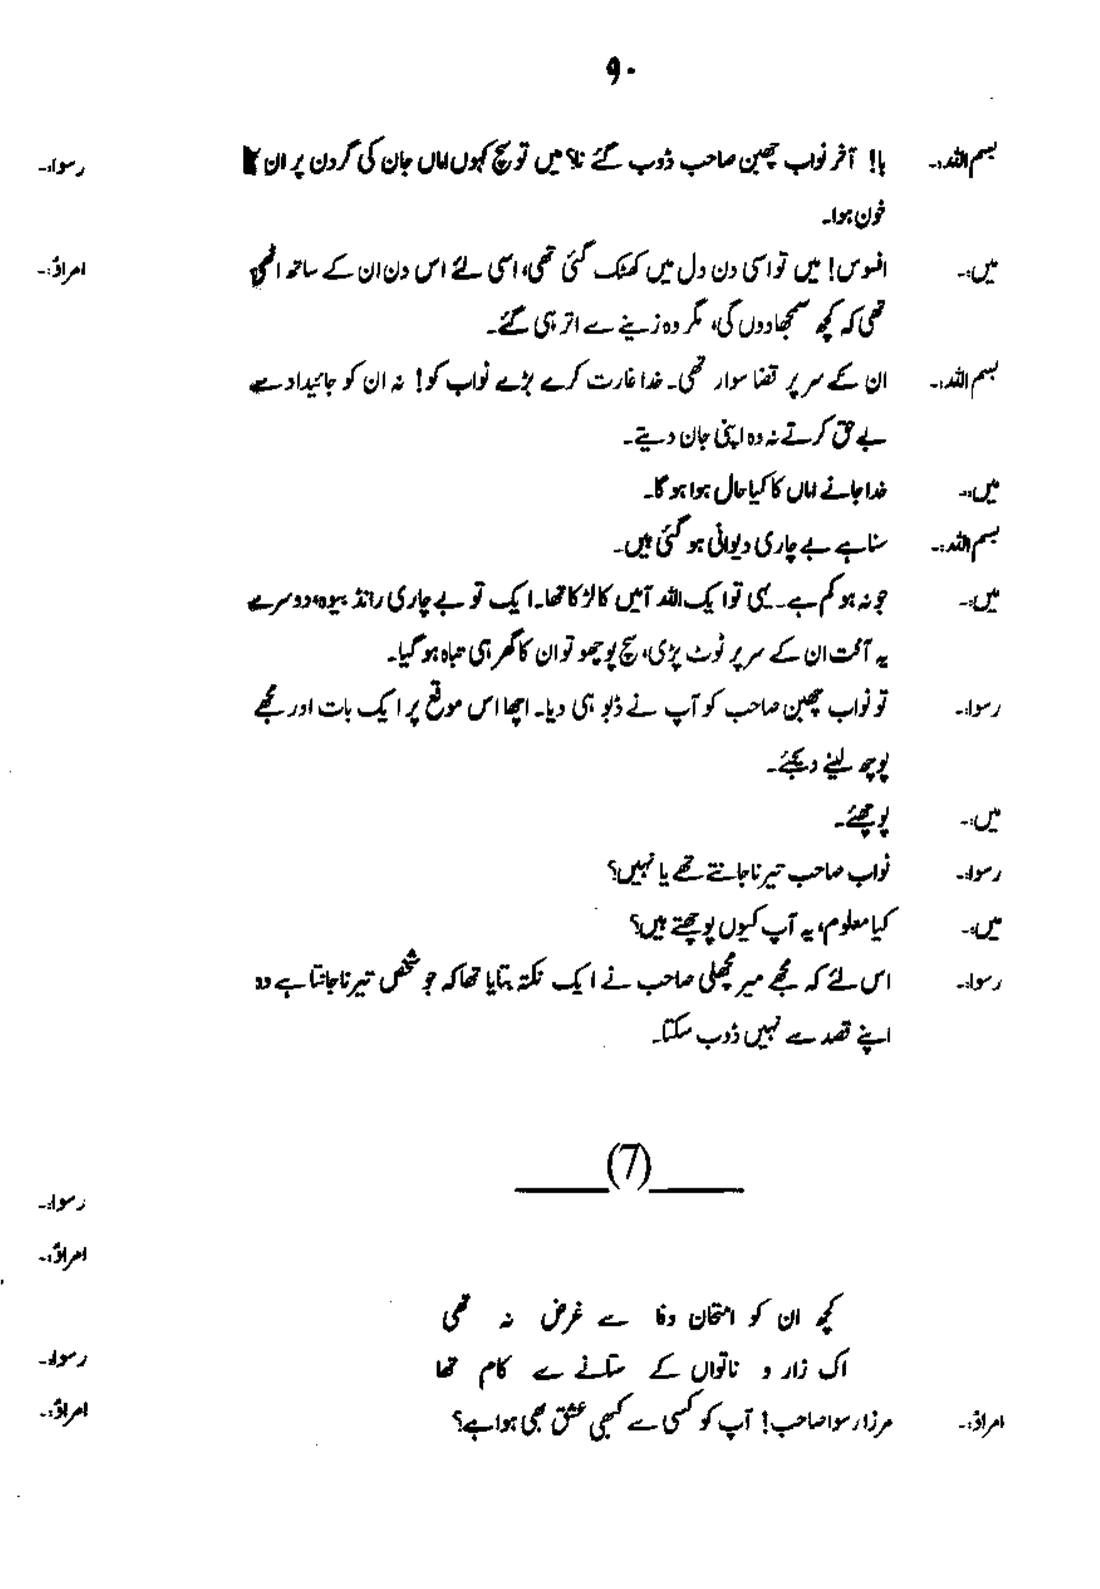 ۹۰
بسم اللہ:۔ ہا! آخر نواب چھبن صاحب ڈوب گئے نا؟ میں تو سچ کہوں اماں جان کی گردن پر ان کا
خون ہوا۔
میں:۔ افسوس! میں تو اسی دن دل میں کھٹک گئی تھی، اسی لئے اس دن ان کے ساتھ اٹھی
تھی کہ کچھ سمجھا دوں گی، مگر وہ زینے سے اتر ہی گئے۔
بسم اللہ:۔ ان کے سر پر قضا سوار تھی۔ خدا غارت کرے بڑے نواب کو! نہ ان کو جائیداد سے
بے حق کرتے نہ وہ اپنی جان دیتے۔
میں:۔ خدا جانے اماں کا کیا حال ہوا ہو گا۔
بسم اللہ:۔ سنا ہے بے چاری دیوانی ہو گئی ہیں۔
میں:۔ جو نہ ہو کم ہے۔ یہی تو ایک اللہ آمیں کا لڑکا تھا۔ ایک تو بے چاری رانڈ بیوہ، دوسرے
یہ آفت ان کے سر پر ٹوٹ پڑی، سچ پوچھو تو ان کا گھر ہی تباہ ہو گیا۔
رسوا:۔ تو نواب چھبن صاحب کو آپ نے ڈبو ہی دیا۔ اچھا اس موقع پر ایک بات اور مجھے
پوچھ لینے دیجئے۔
میں:۔ پوچھئے۔
رسوا:۔ نواب صاحب تیرنا جانتے تھے یا نہیں؟
میں:۔ کیا معلوم، یہ آپ کیوں پوچھتے ہیں؟
رسوا:۔ اس لئے کہ مجھے میر مچھلی صاحب نے ایک نکتہ بتایا تھا کہ جو شخص تیرنا جانتا ہے وہ
اپنے قصد سے نہیں ڈوب سکتا۔
(7)
کچھ ان کو امتحان وفا سے غرض نہ تھی
اک زار و ناتواں کے ستانے سے کام تھا
امراؤ:۔ مرزا رسوا صاحب! آپ کو کسی سے کبھی عشق بھی ہوا ہے؟
رسوا:۔
امراؤ:۔
رسوا:۔
امراؤ:۔
رسوا:۔
امراؤ:۔